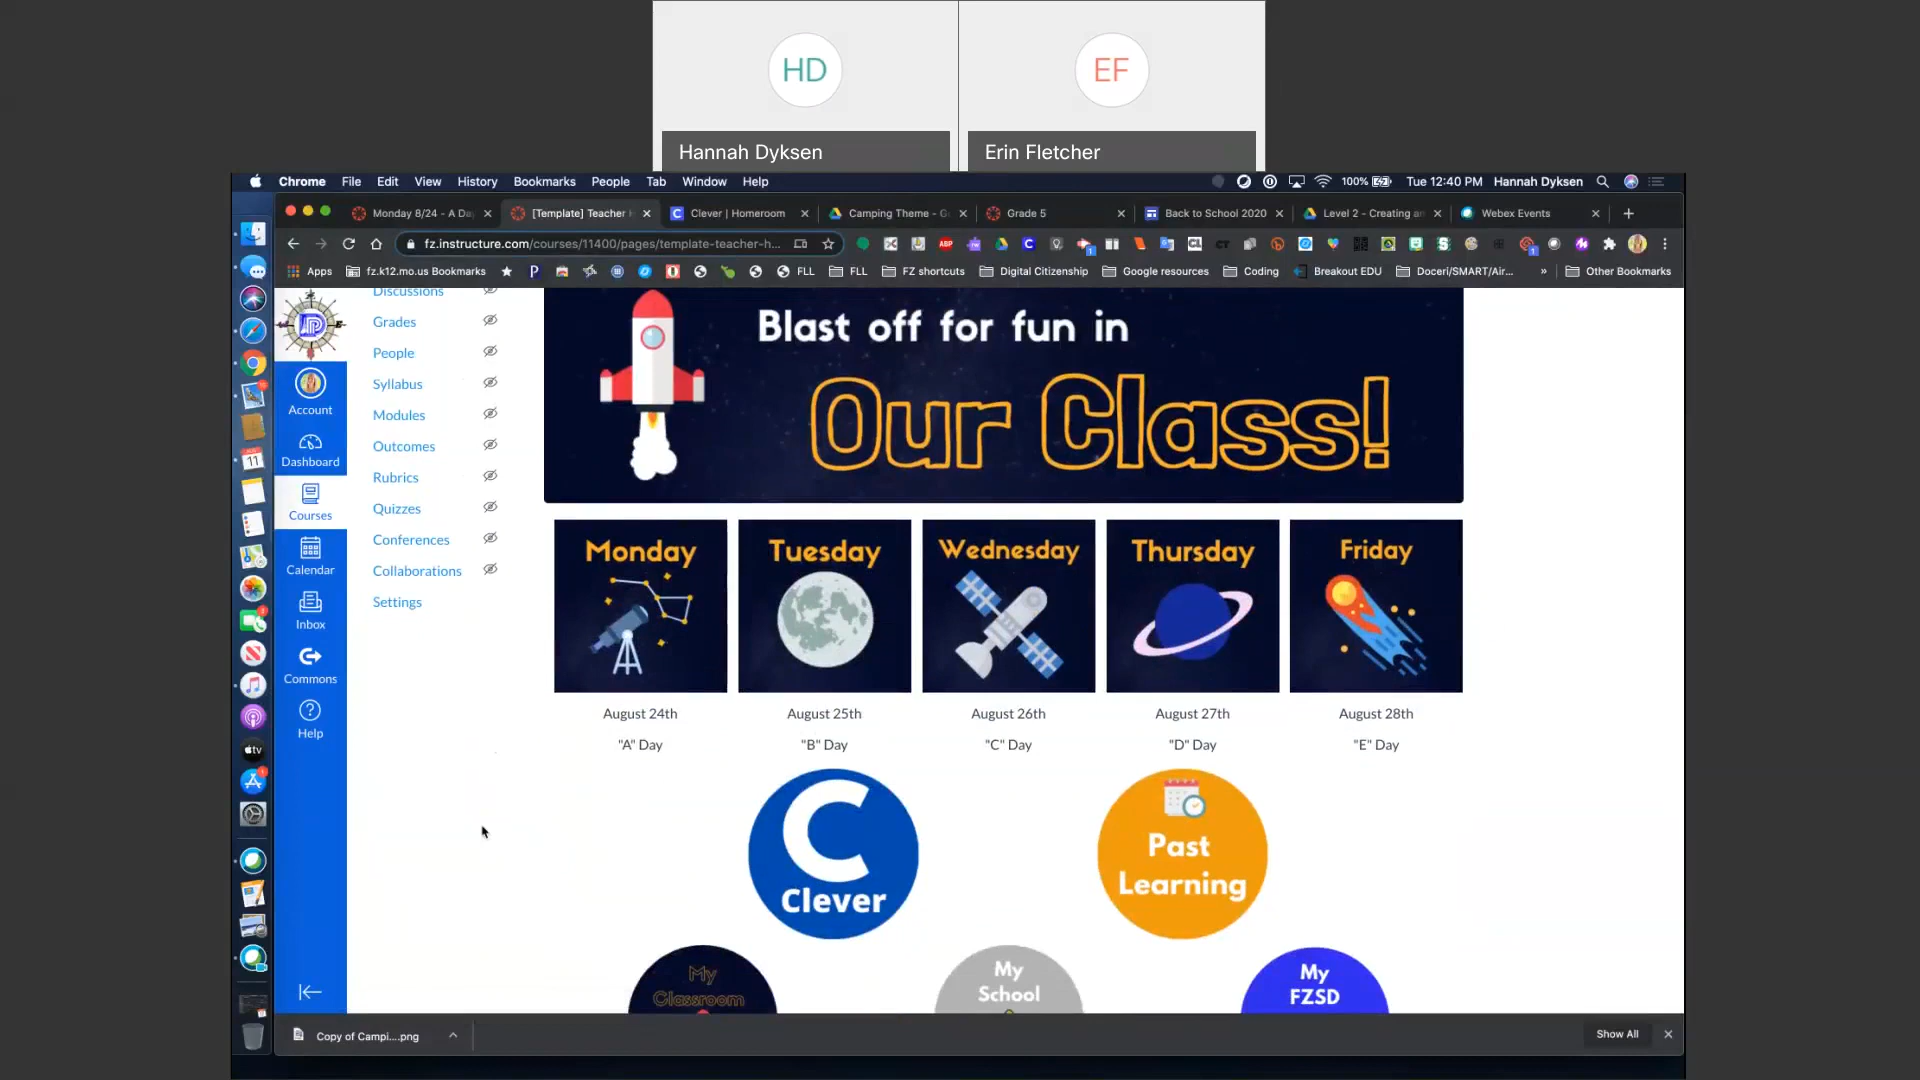 HD
EF
Hannah Dyksen
Erin Fletcher
Chrome File Edit View History Bookmarks People Tab Window Help
100% Tue 12:40 PM Hannah Dyksen
Monday 8/24 - A Da
[Template] Teacher
Clever | Homeroom
Camping Theme - G
Grade 5
Back to School 2020
Level 2 - Creating an
Webex Events
fz.instructure.com/courses/11400/pages/template-teacher-h...
Apps fz.k12.mo.us Bookmarks FLL FLL FZ shortcuts Digital Citizenship Google resources Coding Breakout EDU Doceri/SMART/Air... » Other Bookmarks
Account
Dashboard
Courses
Calendar
Inbox
Commons
Help
Discussions
Grades
People
Syllabus
Modules
Outcomes
Rubrics
Quizzes
Conferences
Collaborations
Settings
Blast off for fun in
Our Class!
Monday Tuesday Wednesday Thursday Friday
August 24th August 25th August 26th August 27th August 28th
"A" Day "B" Day "C" Day "D" Day "E" Day
Clever
Past
Learning
My
Classroom
My
School
My
FZSD
Copy of Campi....png
Show All